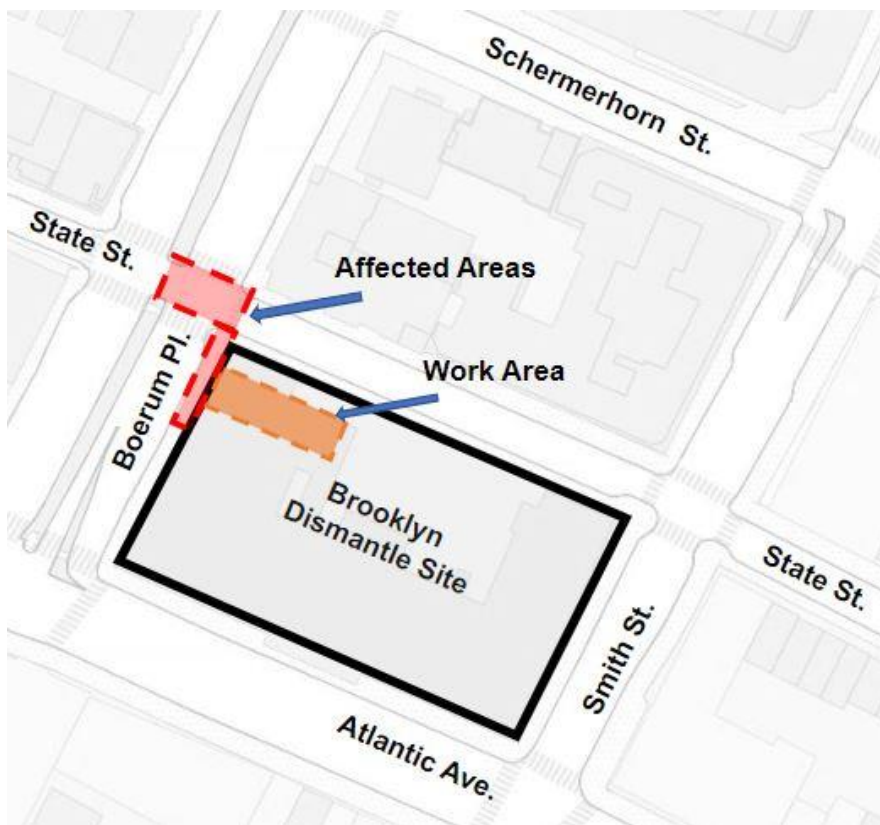 Schermerhorn St.
State St.
Affected Areas
Work Area
Boerum Pl.
Brooklyn
Dismantle Site
State St.
Smith St.
Atlantic Ave.